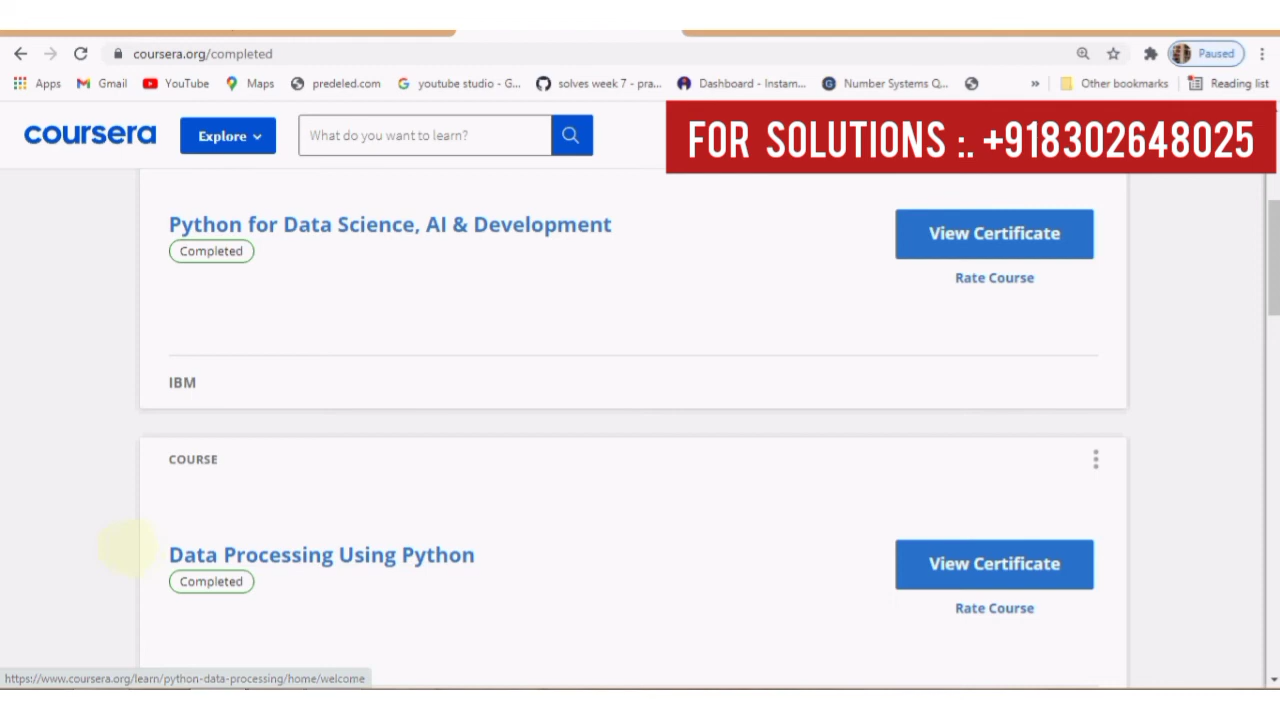 coursera.org/completed
Paused
Apps Gmail YouTube Maps predeled.com youtube studio - G... solves week 7 - pra... Dashboard - Instam... Number Systems Q... » Other bookmarks Reading list
coursera Explore What do you want to learn?
FOR SOLUTIONS :. +918302648025
Python for Data Science, AI & Development
Completed
View Certificate
Rate Course
IBM
COURSE
Data Processing Using Python
Completed
View Certificate
Rate Course
https://www.coursera.org/learn/python-data-processing/home/welcome